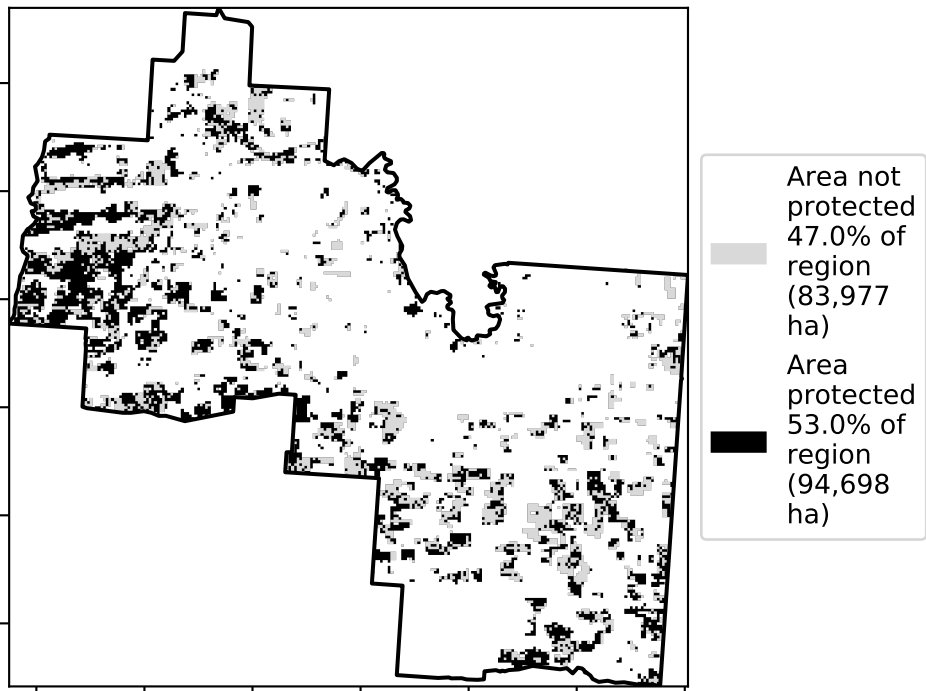 Area not
protected
47.0% of
region
(83,977
ha)
Area
protected
53.0% of
region
(94,698
ha)